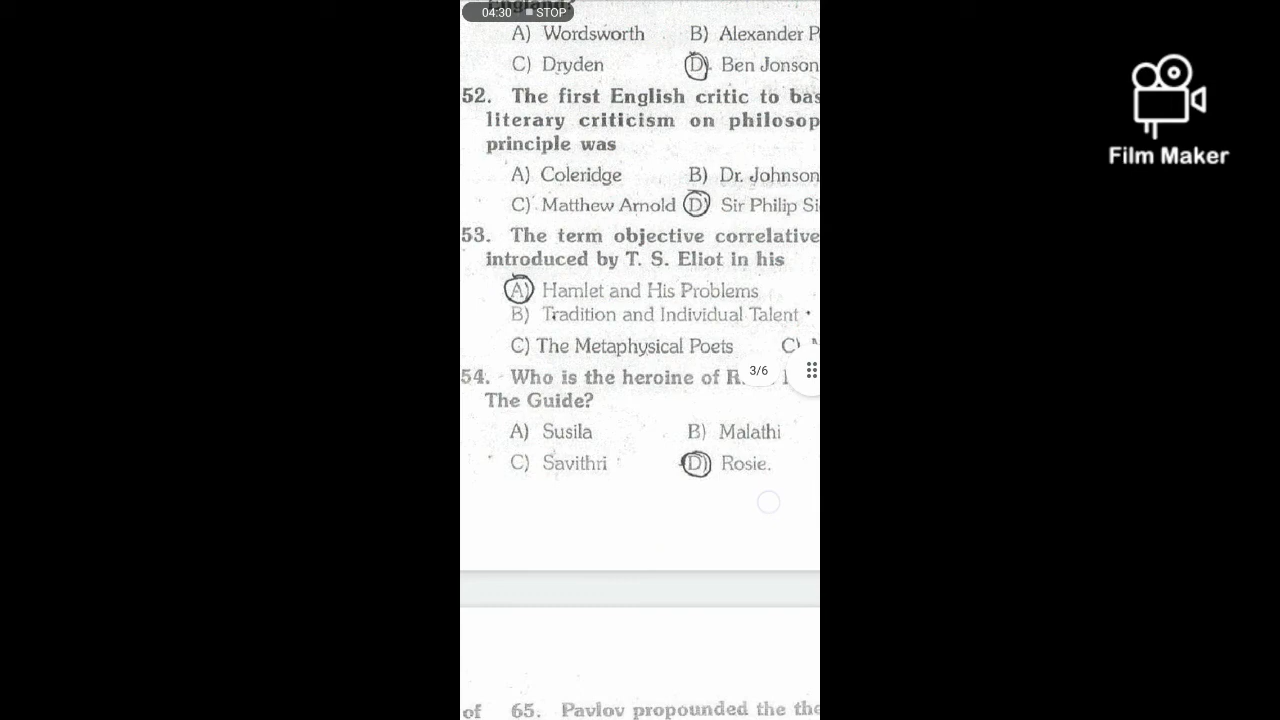 England?
04:30 STOP
A) Wordsworth B) Alexander P
C) Dryden D) Ben Jonson
Film Maker
52. The first English critic to bas
literary criticism on philosop
principle was
A) Coleridge B) Dr. Johnson
C) Matthew Arnold D) Sir Philip Si
53. The term objective correlative
introduced by T. S. Eliot in his
A) Hamlet and His Problems
B) Tradition and Individual Talent
C) The Metaphysical Poets C)
54. Who is the heroine of R.
3/6
The Guide?
A) Susila B) Malathi
C) Savithri D) Rosie.
of 65. Pavlov propounded the the